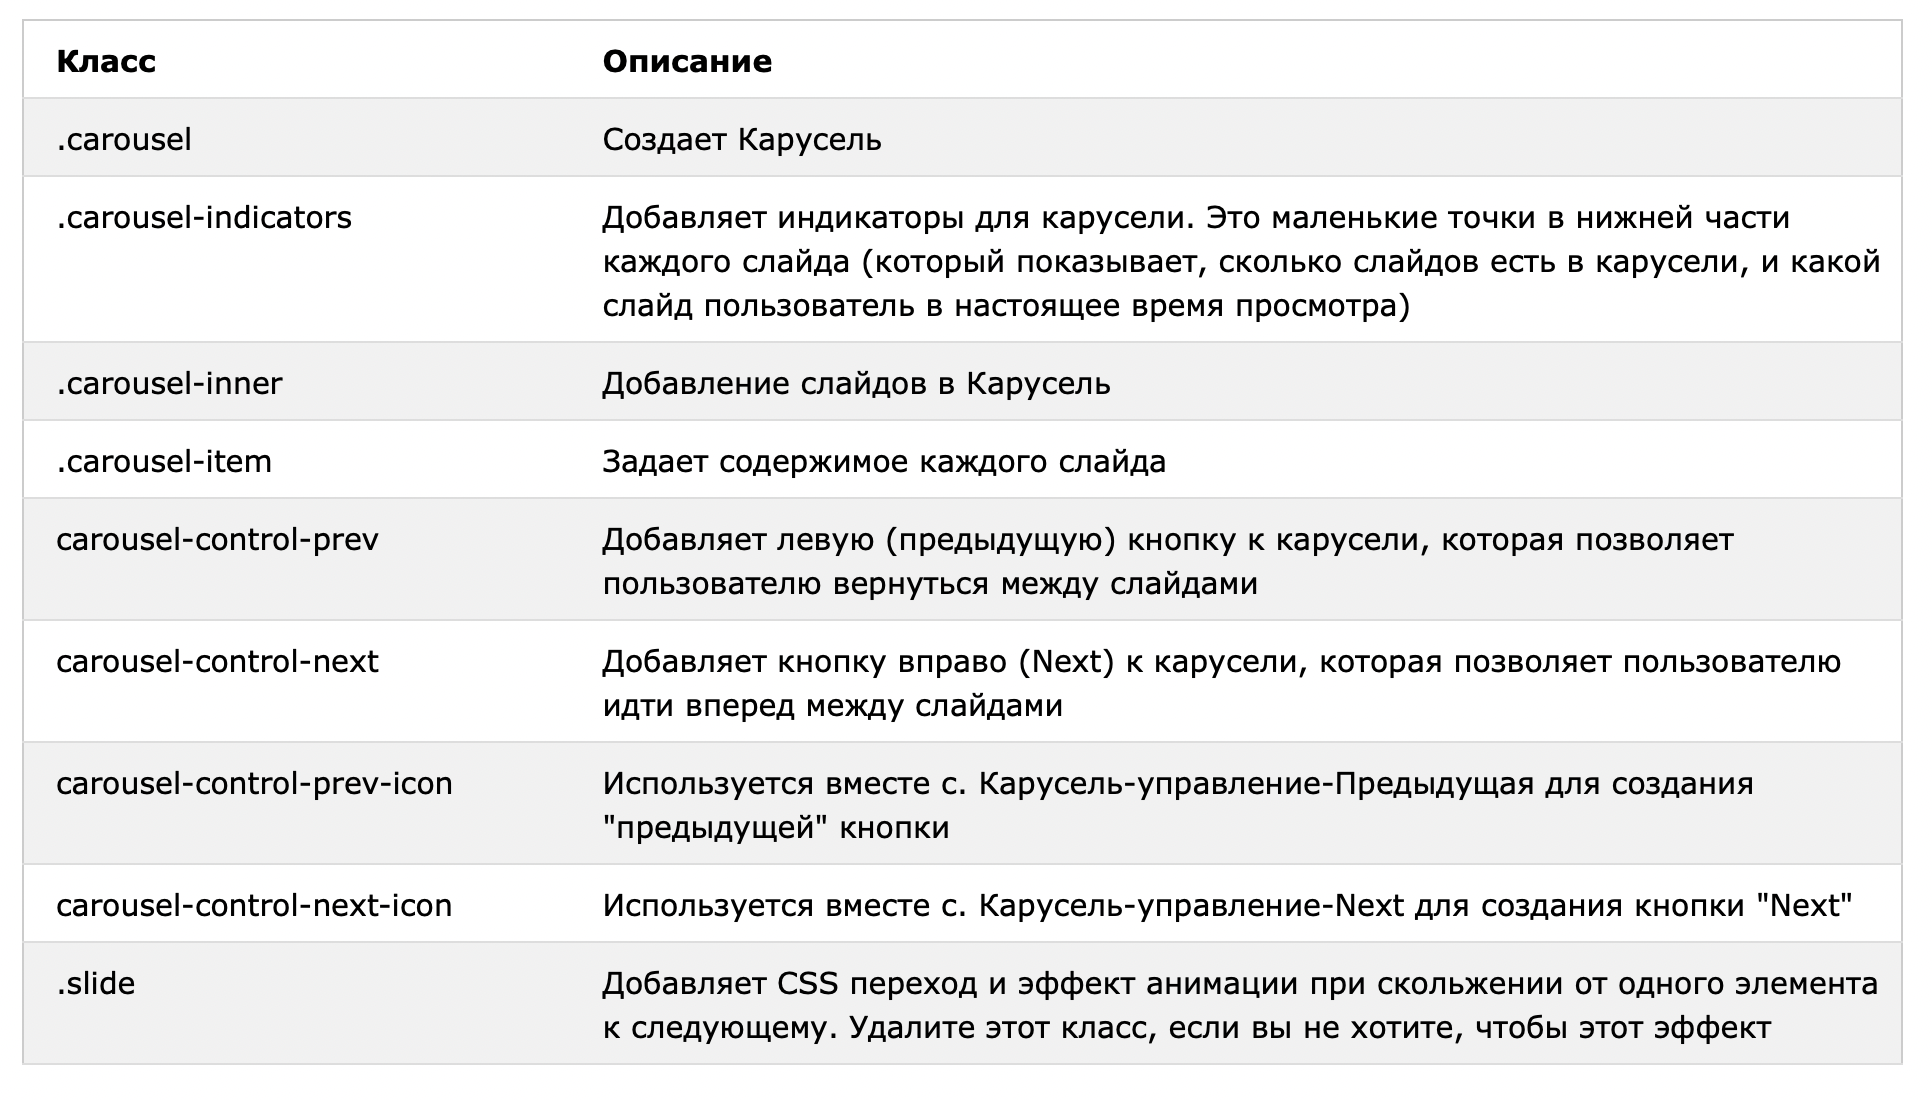 Класс Описание
.carousel Создает Карусель
.carousel-indicators Добавляет индикаторы для карусели. Это маленькие точки в нижней части
каждого слайда (который показывает, сколько слайдов есть в карусели, и какой
слайд пользователь в настоящее время просмотра)
.carousel-inner Добавление слайдов в Карусель
.carousel-item Задает содержимое каждого слайда
carousel-control-prev Добавляет левую (предыдущую) кнопку к карусели, которая позволяет
пользователю вернуться между слайдами
carousel-control-next Добавляет кнопку вправо (Next) к карусели, которая позволяет пользователю
идти вперед между слайдами
carousel-control-prev-icon Используется вместе с. Карусель-управление-Предыдущая для создания
"предыдущей" кнопки
carousel-control-next-icon Используется вместе с. Карусель-управление-Next для создания кнопки "Next"
.slide Добавляет CSS переход и эффект анимации при скольжении от одного элемента
к следующему. Удалите этот класс, если вы не хотите, чтобы этот эффект